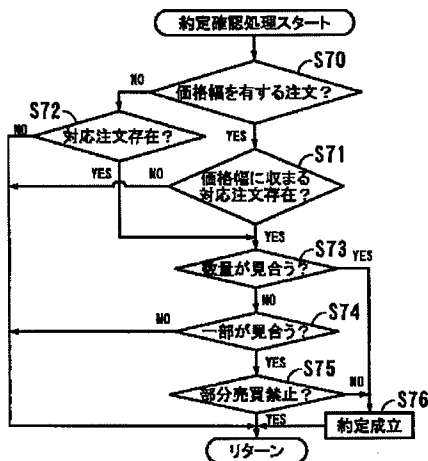 約定確認処理スタート
S70
価格幅を有する注文？
NO
YES
S72
対応注文存在？
NO
YES
S71
価格幅に収まる
対応注文存在？
NO
YES
S73
数量が見合う？
YES
NO
S74
一部が見合う？
NO
YES
S75
部分売買禁止？
NO
YES
S76
約定成立
リターン